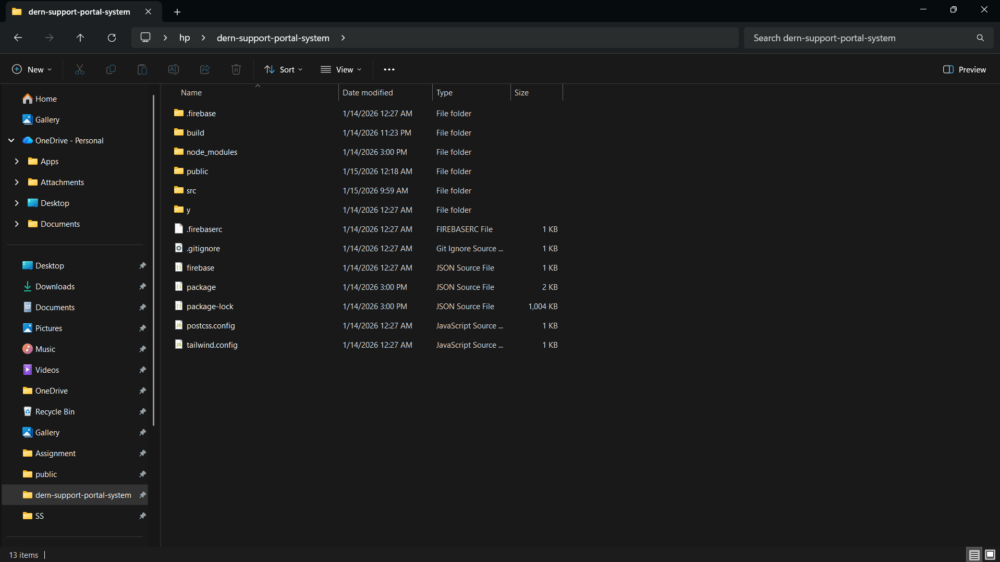 dern-support-portal-system
hp dern-support-portal-system
Search dern-support-portal-system
New
Sort
View
Preview
Home
Gallery
OneDrive - Personal
Apps
Attachments
Desktop
Documents
Desktop
Downloads
Documents
Pictures
Music
Videos
OneDrive
Recycle Bin
Gallery
Assignment
public
dern-support-portal-system
SS
Name Date modified Type Size
.firebase 1/14/2026 12:27 AM File folder
build 1/14/2026 11:23 PM File folder
node_modules 1/14/2026 3:00 PM File folder
public 1/15/2026 12:18 AM File folder
src 1/15/2026 9:59 AM File folder
y 1/14/2026 12:27 AM File folder
.firebaserc 1/14/2026 12:27 AM FIREBASERC File 1 KB
.gitignore 1/14/2026 12:27 AM Git Ignore Source ... 1 KB
firebase 1/14/2026 12:27 AM JSON Source File 1 KB
package 1/14/2026 3:00 PM JSON Source File 2 KB
package-lock 1/14/2026 3:00 PM JSON Source File 1,004 KB
postcss.config 1/14/2026 12:27 AM JavaScript Source ... 1 KB
tailwind.config 1/14/2026 12:27 AM JavaScript Source ... 1 KB
13 items